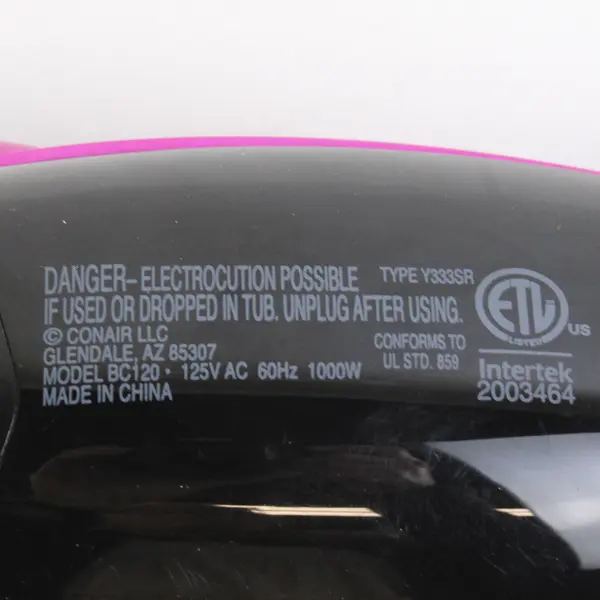 DANGER- ELECTROCUTION POSSIBLE
IF USED OR DROPPED IN TUB. UNPLUG AFTER USING.
© CONAIR LLC
GLENDALE, AZ 85307
MODEL BC120 • 125V AC 60Hz 1000W
MADE IN CHINA
TYPE Y333SR
CONFORMS TO
UL STD. 859
ETL
LISTED
US
Intertek
2003464